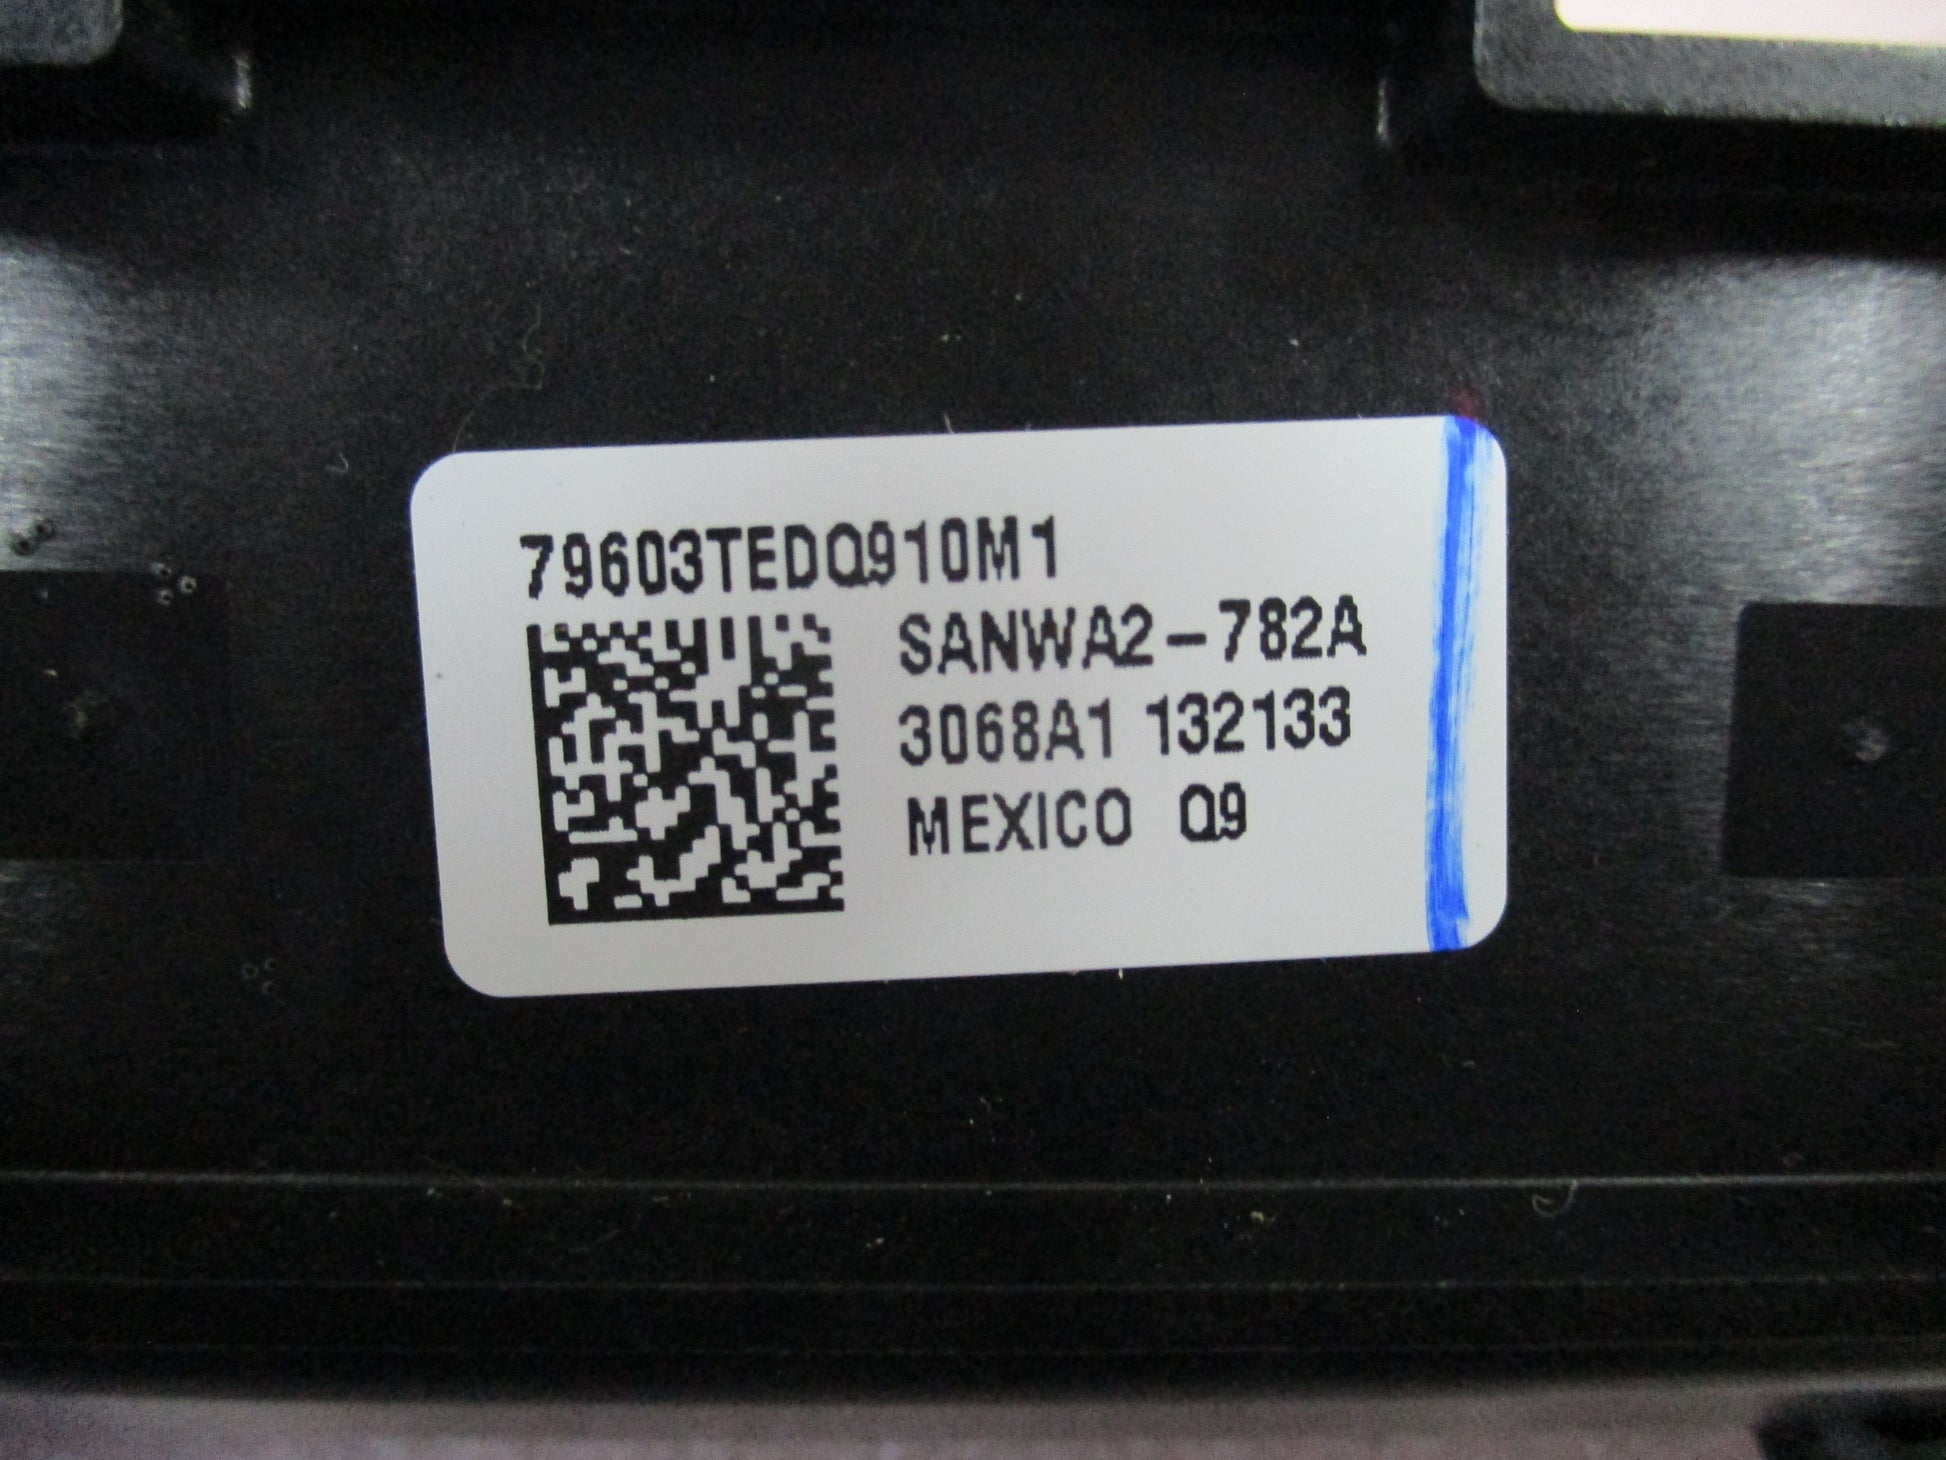 79603TEDQ910M1
SANWA2-782A
3068A1 132133
MEXICO Q9